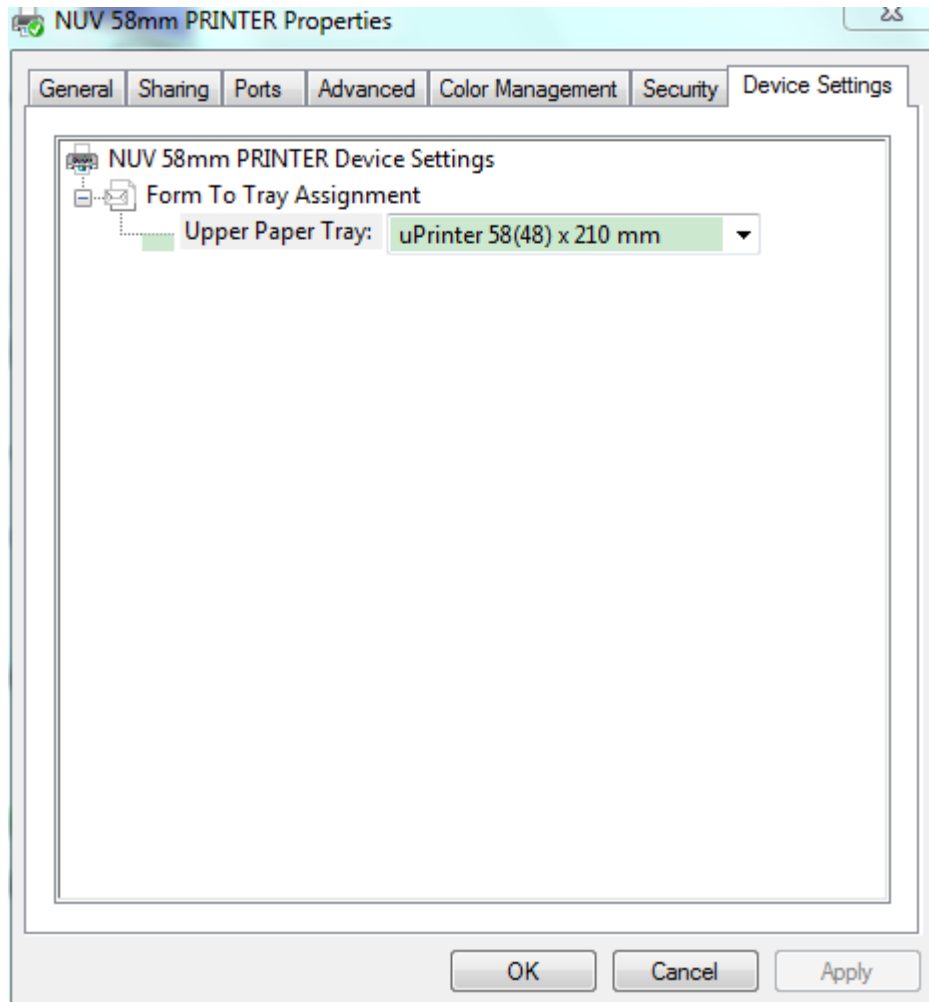 NUV 58mm PRINTER Properties
General Sharing Ports Advanced Color Management Security Device Settings
NUV 58mm PRINTER Device Settings
Form To Tray Assignment
Upper Paper Tray: uPrinter 58(48) x 210 mm
OK Cancel Apply